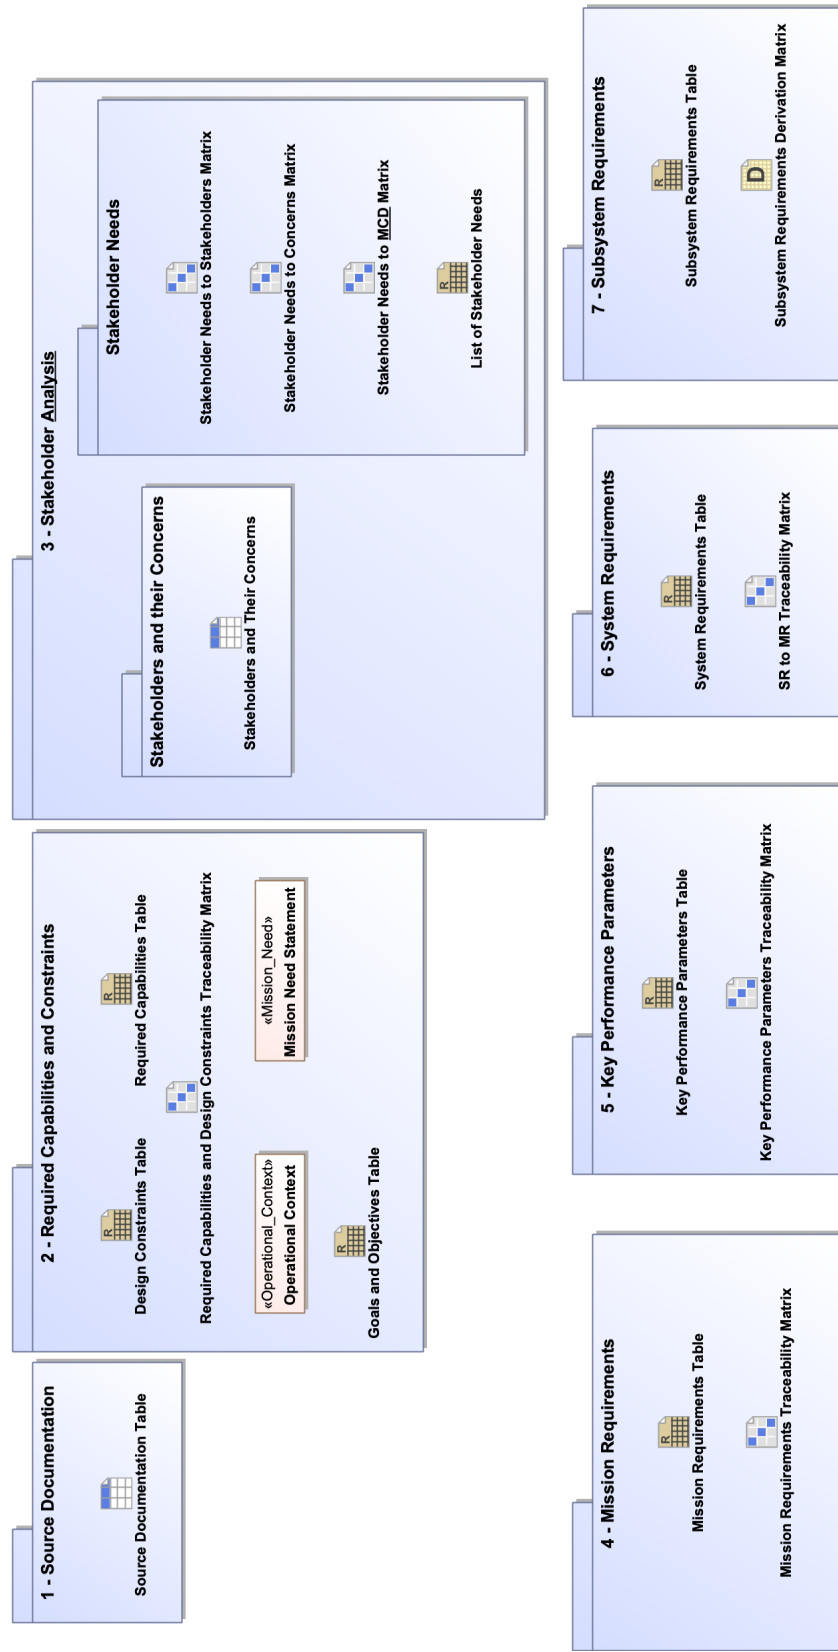 1 - Source Documentation
Source Documentation Table
2 - Required Capabilities and Constraints
Design Constraints Table
R
Required Capabilities Table
R
Required Capabilities and Design Constraints Traceability Matrix
«Operational_Context»
Operational Context
«Mission_Need»
Mission Need Statement
R
Goals and Objectives Table
3 - Stakeholder Analysis
Stakeholders and their Concerns
Stakeholders and Their Concerns
Stakeholder Needs
Stakeholder Needs to Stakeholders Matrix
Stakeholder Needs to Concerns Matrix
Stakeholder Needs to MCD Matrix
R
List of Stakeholder Needs
4 - Mission Requirements
R
Mission Requirements Table
Mission Requirements Traceability Matrix
5 - Key Performance Parameters
R
Key Performance Parameters Table
Key Performance Parameters Traceability Matrix
6 - System Requirements
R
System Requirements Table
SR to MR Traceability Matrix
7 - Subsystem Requirements
R
Subsystem Requirements Table
D
Subsystem Requirements Derivation Matrix